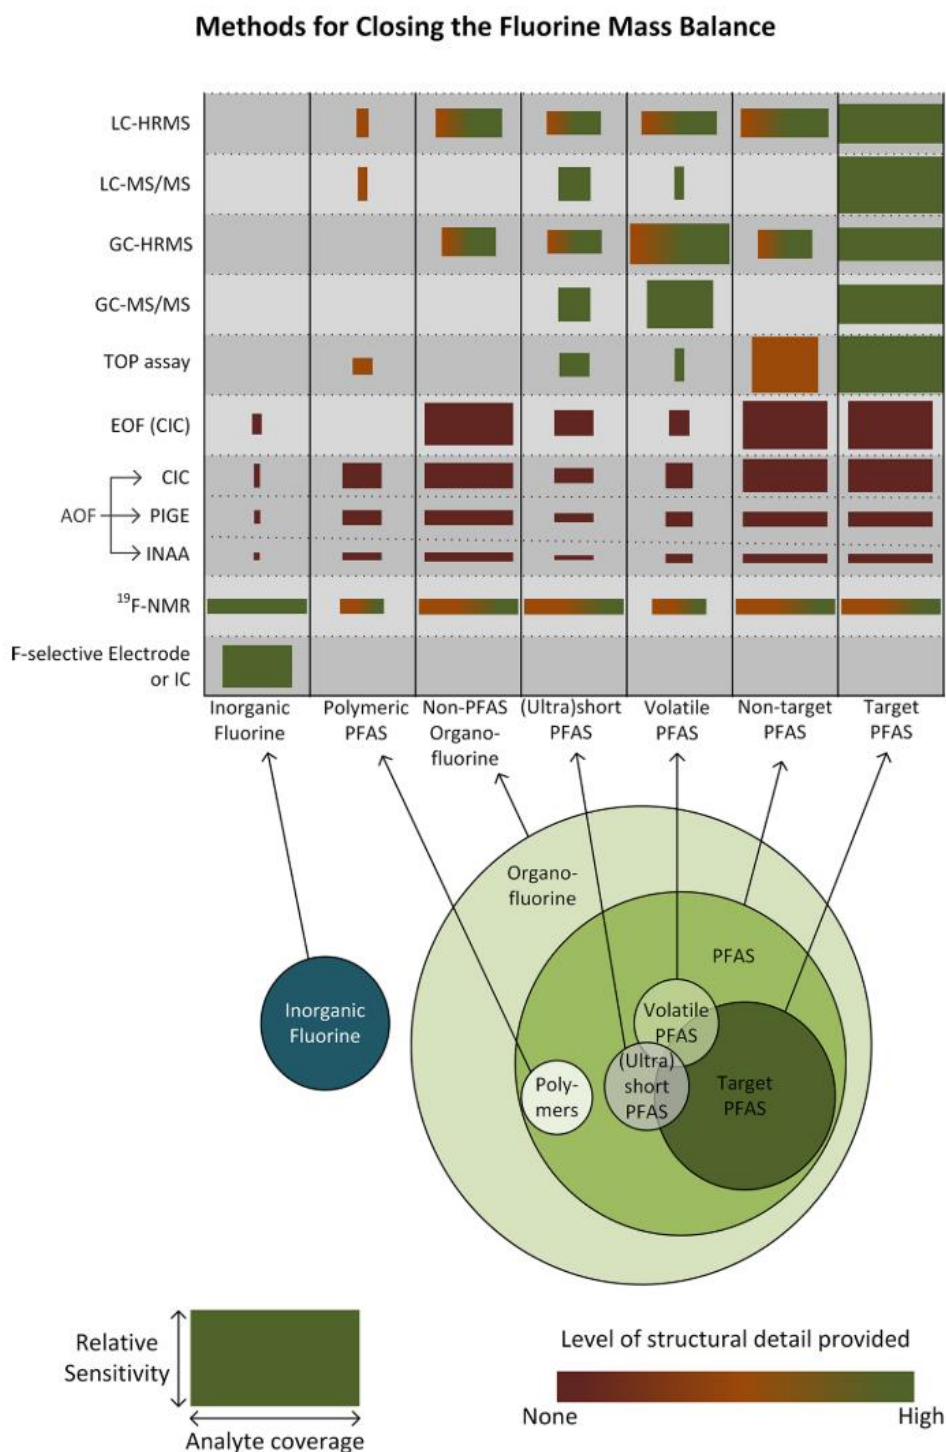 Methods for Closing the Fluorine Mass Balance
LC-HRMS
LC-MS/MS
GC-HRMS
GC-MS/MS
TOP assay
EOF (CIC)
CIC
AOF
PIGE
INAA
¹⁹F-NMR
F-selective Electrode
or IC
Inorganic
Fluorine
Polymeric
PFAS
Non-PFAS
Organo-
fluorine
(Ultra)short
PFAS
Volatile
PFAS
Non-target
PFAS
Target
PFAS
Organo-
fluorine
PFAS
Inorganic
Fluorine
Volatile
PFAS
(Ultra)
short
PFAS
Poly-
mers
Target
PFAS
Relative
Sensitivity
Analyte coverage
Level of structural detail provided
None
High